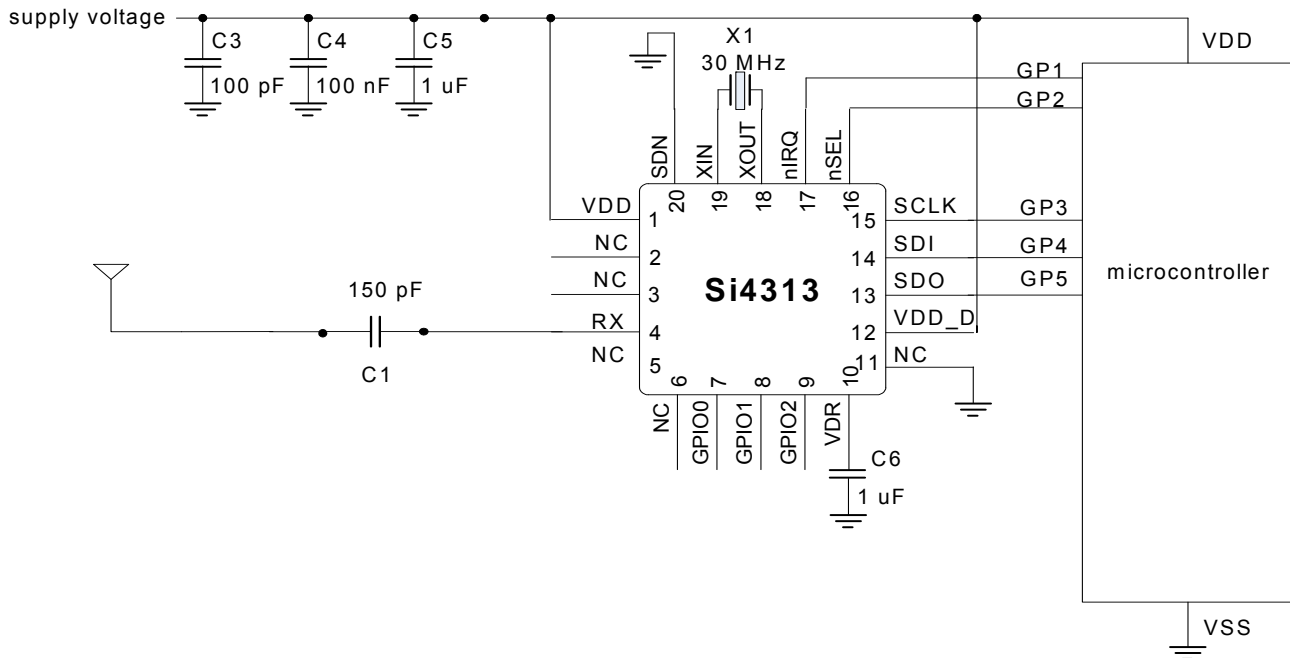 supply voltage
C3
100 pF
C4
100 nF
C5
1 uF
X1
30 MHz
VDD
GP1
GP2
SDN
XIN
XOUT
nIRQ
nSEL
20
19
18
17
16
VDD
1
15
SCLK
GP3
NC
2
14
SDI
GP4
microcontroller
NC
3
Si4313
13
SDO
GP5
150 pF
C1
RX
4
12
VDD_D
NC
5
11
NC
6
7
8
9
10
NC
GPIO0
GPIO1
GPIO2
VDR
C6
1 uF
VSS